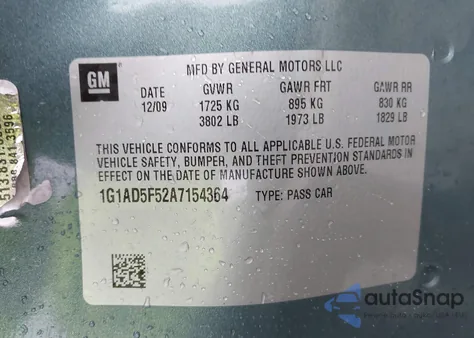 GM
MFD BY GENERAL MOTORS LLC
DATE GVWR GAWR FRT GAWR RR
12/09 1725 KG 895 KG 830 KG
3802 LB 1973 LB 1829 LB
THIS VEHICLE CONFORMS TO ALL APPLICABLE U.S. FEDERAL MOTOR
VEHICLE SAFETY, BUMPER, AND THEFT PREVENTION STANDARDS IN
EFFECT ON THE DATE OF MANUFACTURE SHOWN ABOVE.
1G1AD5F52A7154364 TYPE: PASS CAR
autoSnap